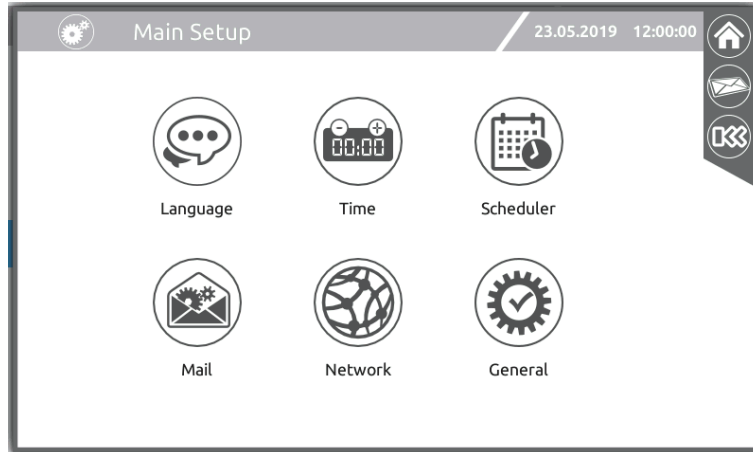 Main Setup
23.05.2019 12:00:00
00:00
Language
Time
Scheduler
Mail
Network
General